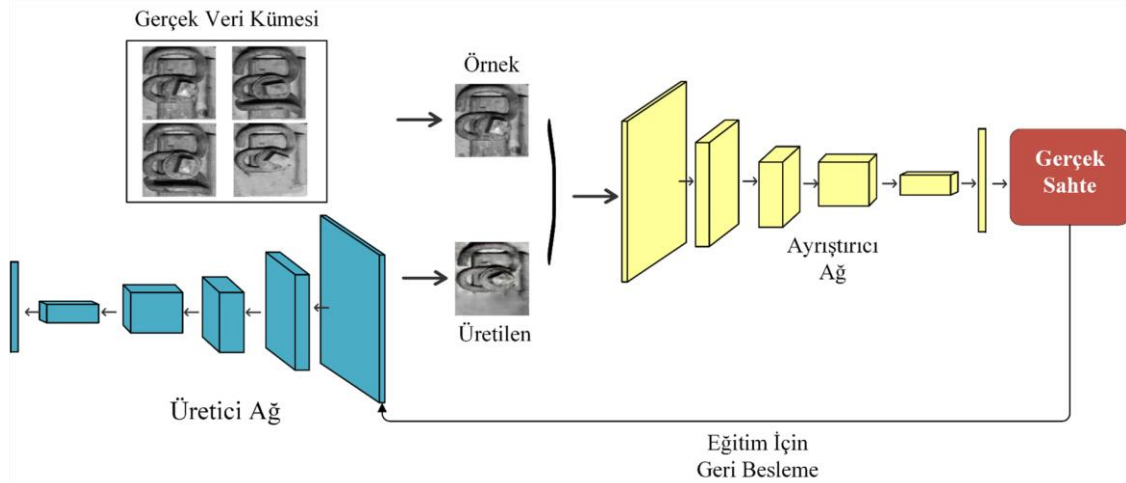 Gerçek Veri Kümesi
Örnek
Gerçek
Sahte
Ayrıştırıcı
Ağ
Üretilen
Üretici Ağ
Eğitim İçin
Geri Besleme